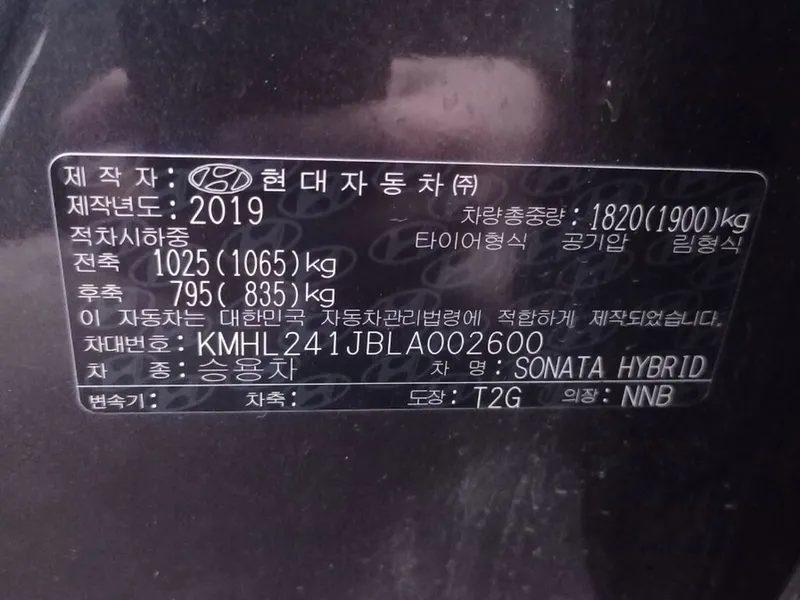 제 작 자 : 현대자동차㈜
제작년도 : 2019 차량총중량 : 1820(1900)kg
적차시하중 타이어형식 공기압 림형식
전축 1025(1065)kg
후축 795( 835)kg
이 자동차는 대한민국 자동차관리법령에 적합하게 제작되었습니다.
차대번호 : KMHL241JBLA002600
차 종 : 승용차 차 명 : SONATA HYBRID
변속기 : 차축 : 도장 : T2G 의장 : NNB